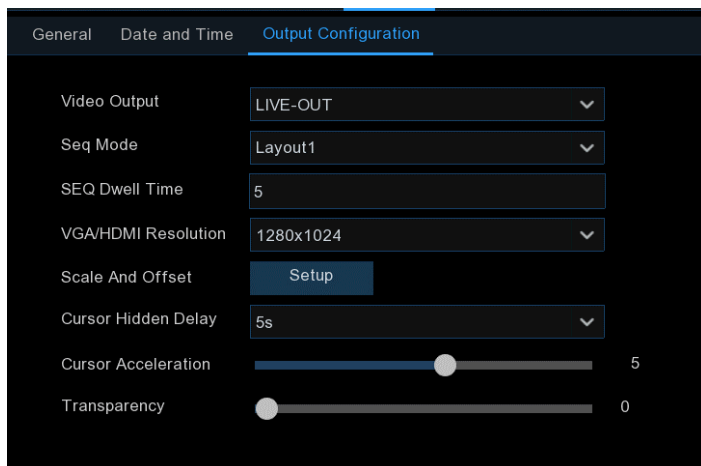 General Date and Time Output Configuration
Video Output LIVE-OUT
Seq Mode Layout1
SEQ Dwell Time 5
VGA/HDMI Resolution 1280x1024
Scale And Offset Setup
Cursor Hidden Delay 5s
Cursor Acceleration 5
Transparency 0